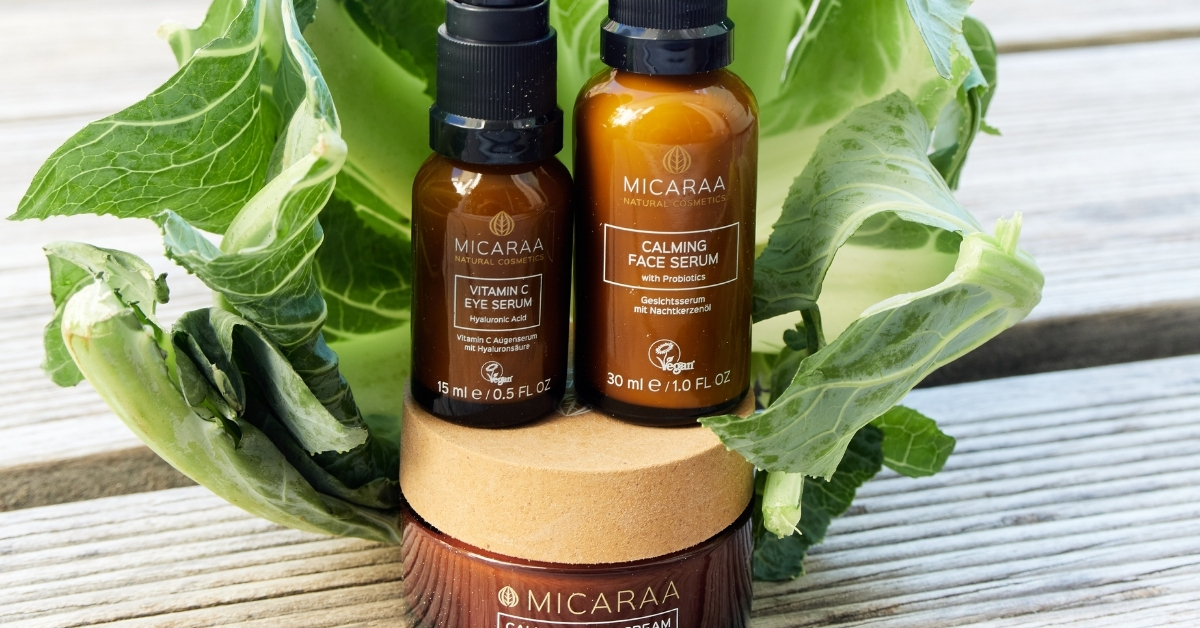 MICARAA
NATURAL COSMETICS
VITAMIN C
EYE SERUM
Hyaluronic Acid
Vitamin C Augenserum
mit Hyaluronsäure
Vegan
15 ml e / 0.5 FL OZ
MICARAA
NATURAL COSMETICS
CALMING
FACE SERUM
with Probiotics
Gesichtsserum
mit Nachtkerzenöl
Vegan
30 ml e / 1.0 FL OZ
MICARAA
CREAM